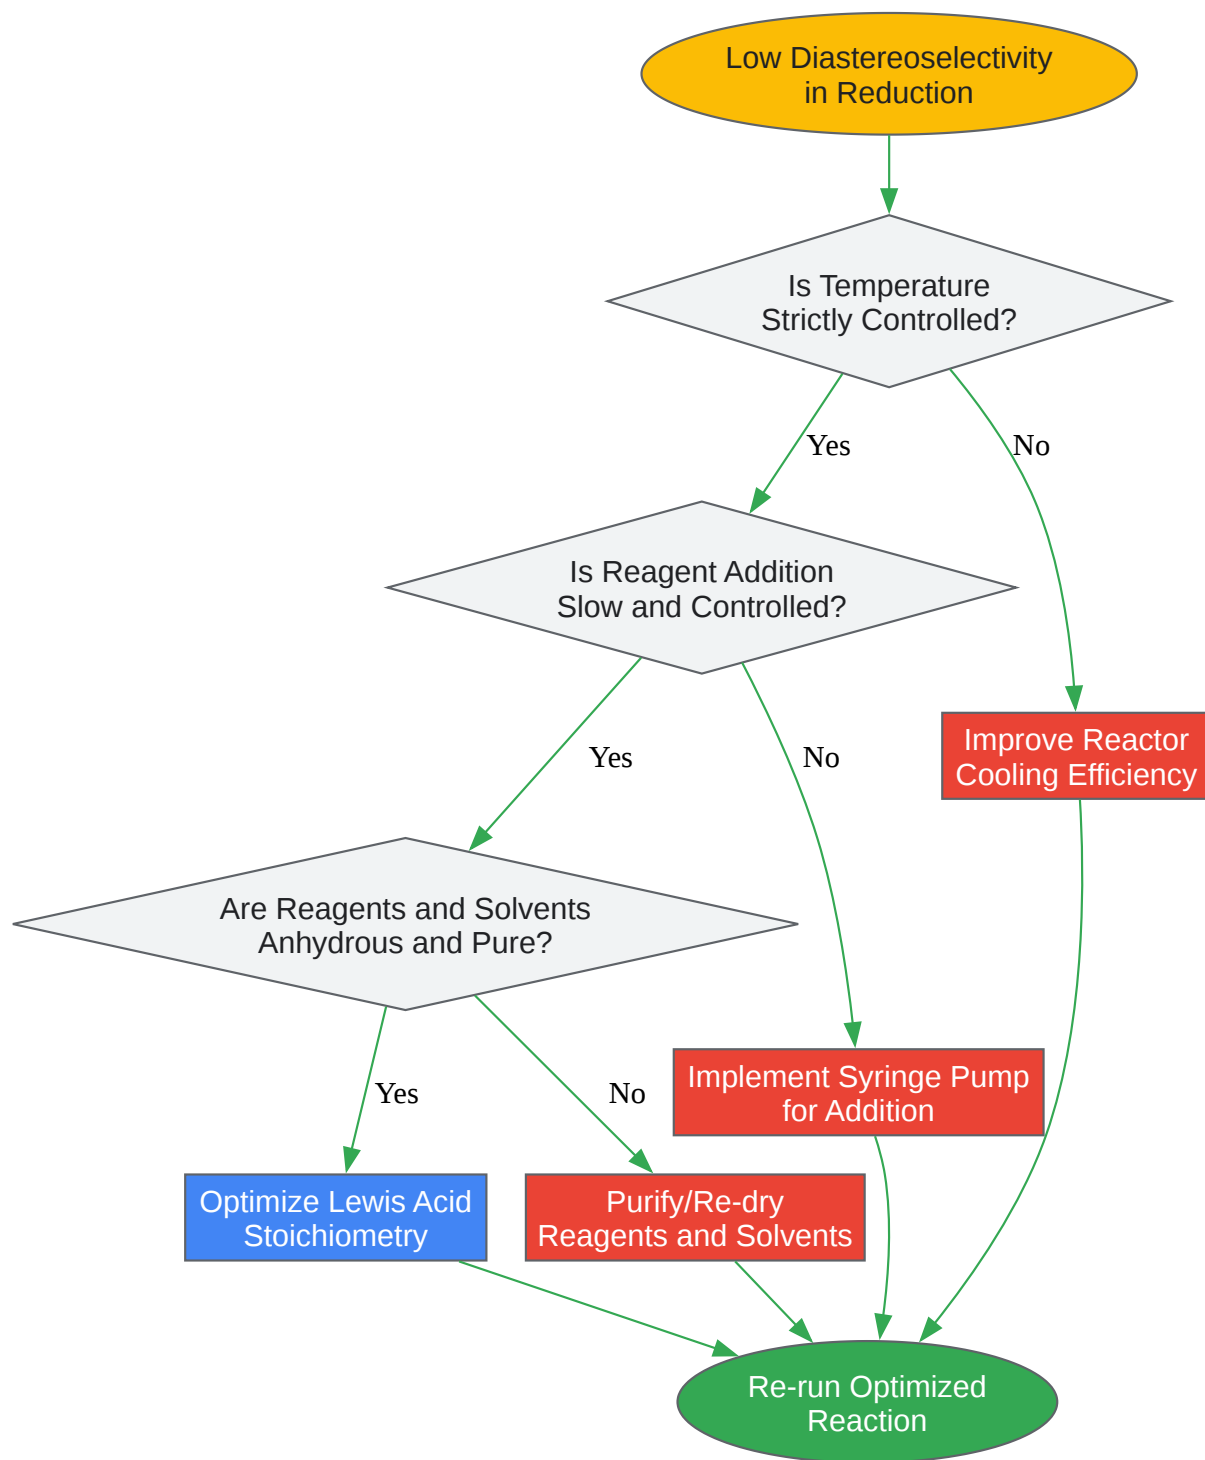 Low Diastereoselectivity
in Reduction
Is Temperature
Strictly Controlled?
Yes
No
Is Reagent Addition
Slow and Controlled?
Yes
No
Improve Reactor
Cooling Efficiency
Are Reagents and Solvents
Anhydrous and Pure?
Yes
No
Implement Syringe Pump
for Addition
Optimize Lewis Acid
Stoichiometry
Purify/Re-dry
Reagents and Solvents
Re-run Optimized
Reaction